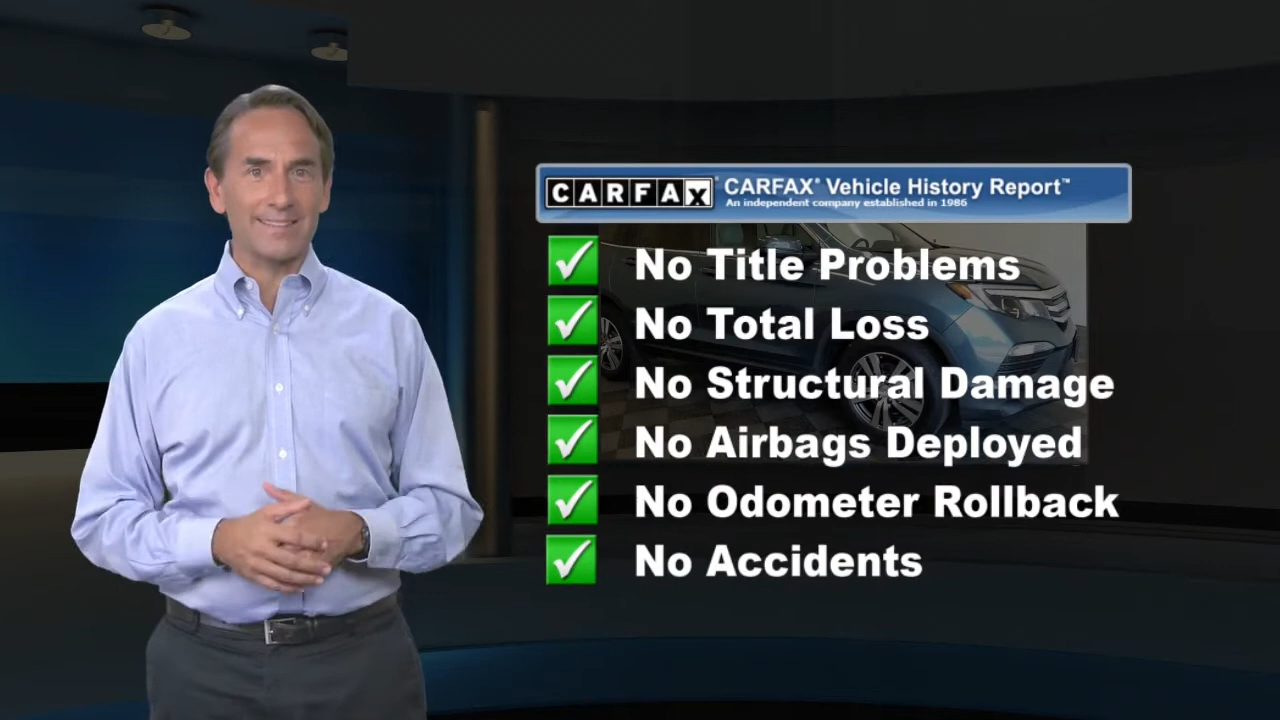 CARFAX® CARFAX® Vehicle History Report™
An independent company established in 1986
No Title Problems
No Total Loss
No Structural Damage
No Airbags Deployed
No Odometer Rollback
No Accidents